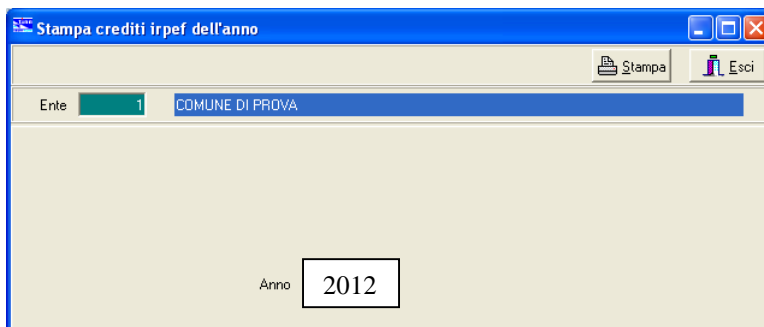 Stampa crediti irpef dell'anno
Stampa Esci
Ente 1 COMUNE DI PROVA
Anno 2012